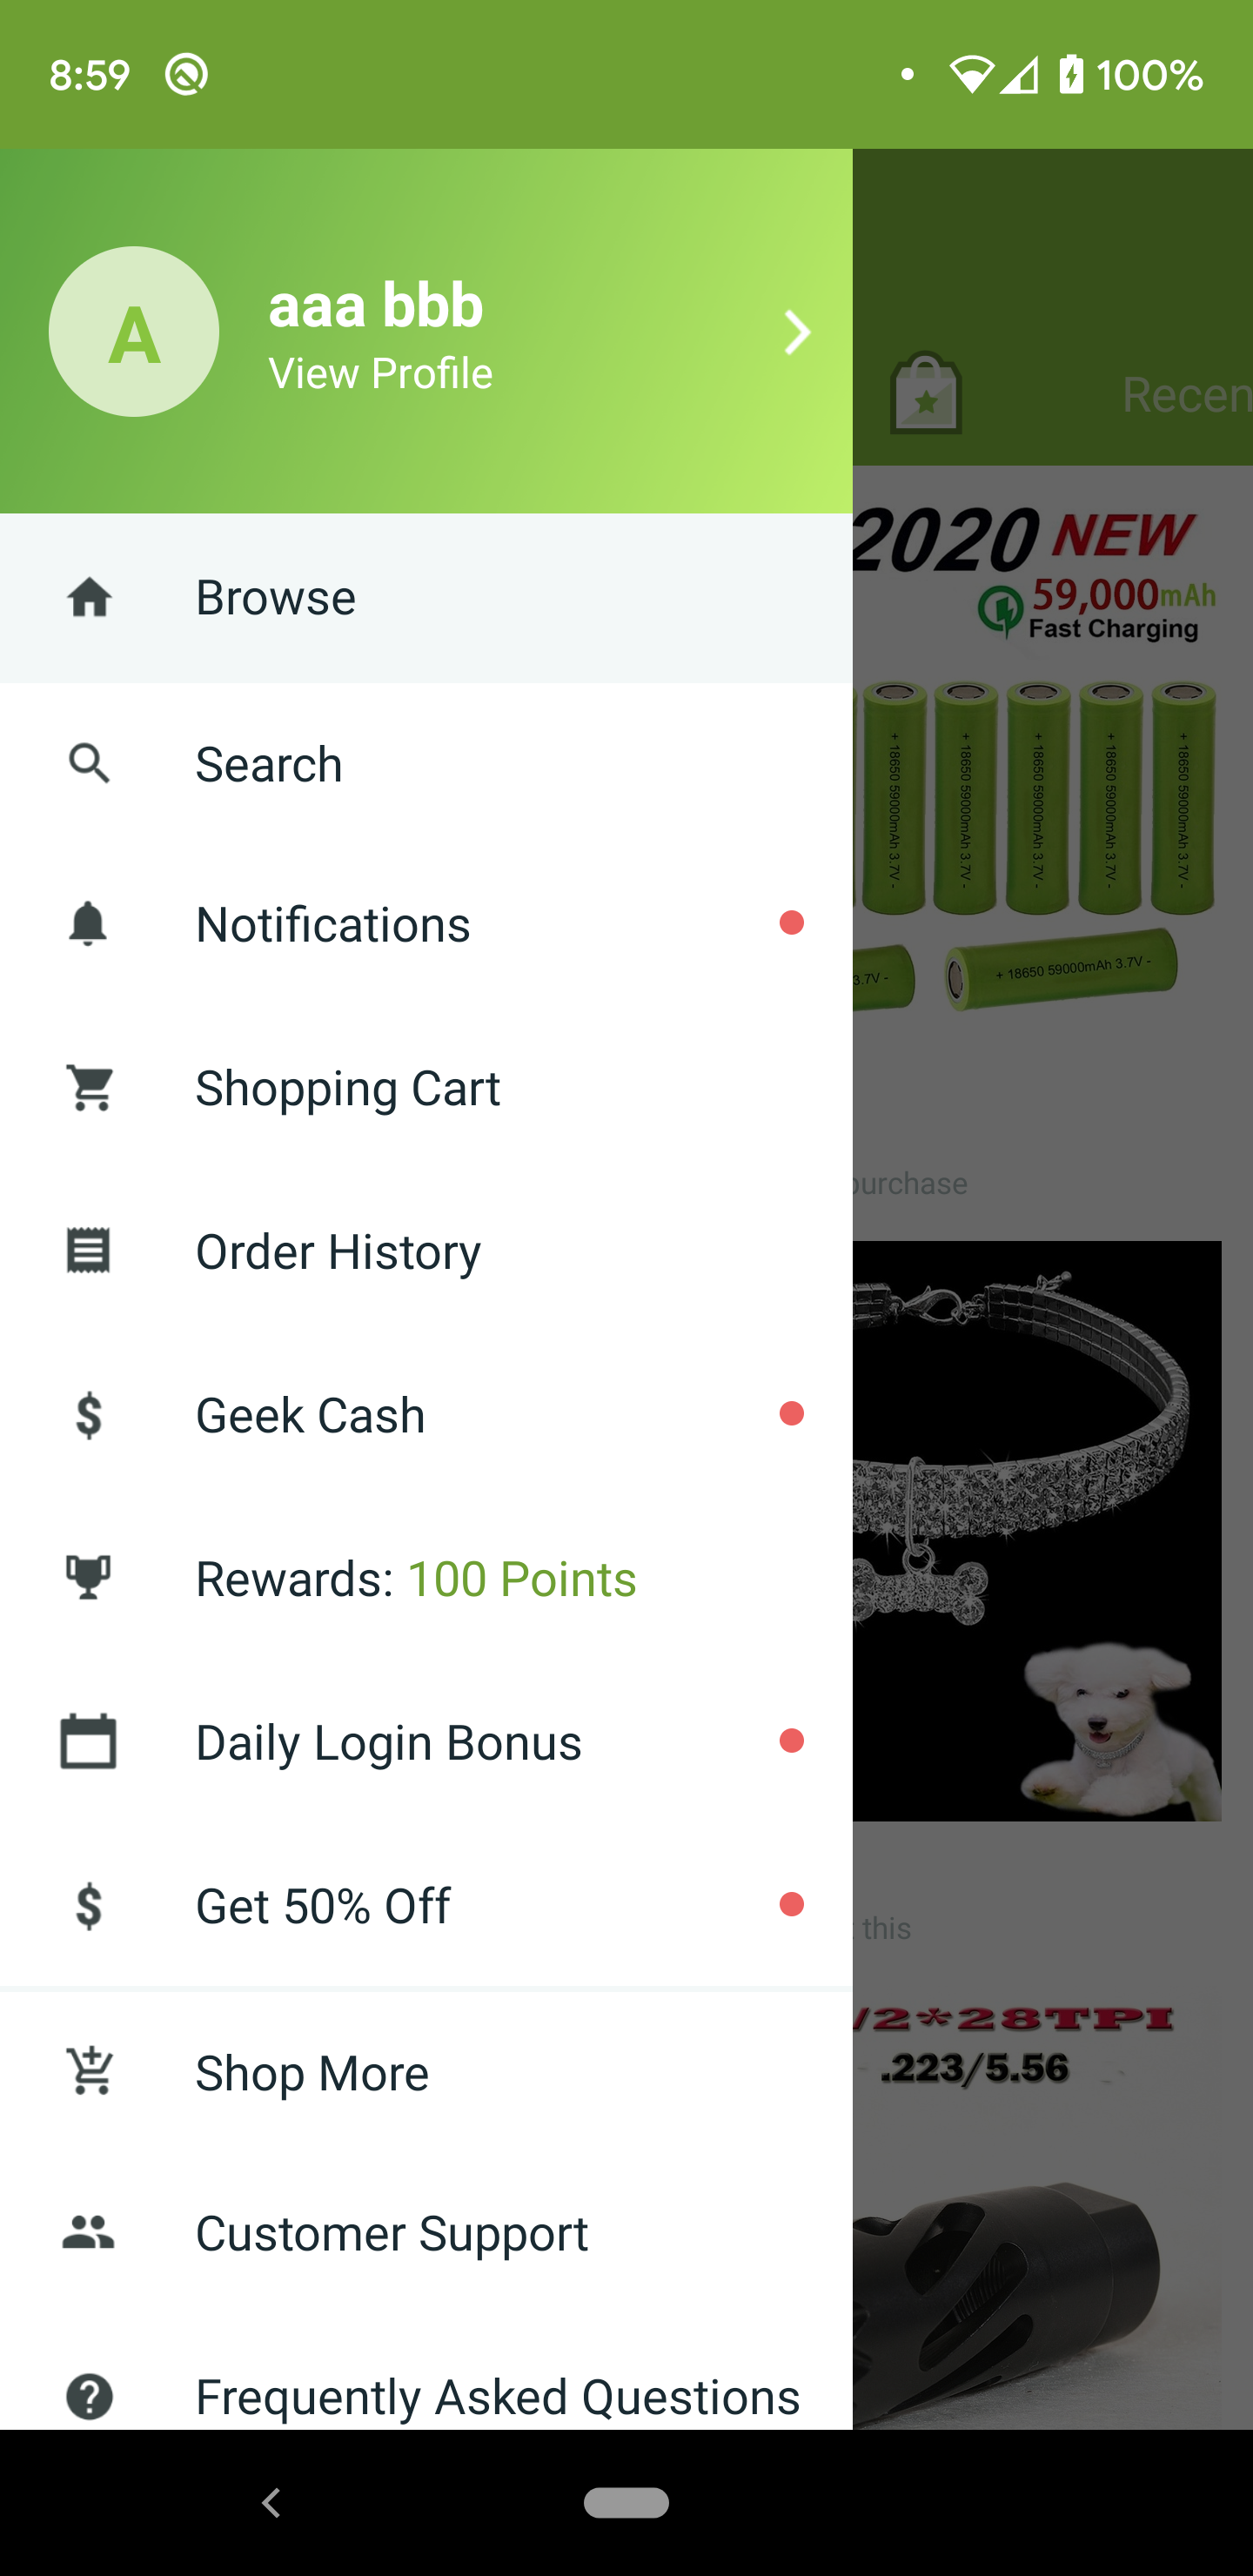 8:59
100%
A
aaa bbb
View Profile
Recen
Browse
Search
Notifications
Shopping Cart
Order History
Geek Cash
Rewards: 100 Points
Daily Login Bonus
Get 50% Off
Shop More
Customer Support
Frequently Asked Questions
2020 NEW
59,000mAh
Fast Charging
+ 18650 59000mAh 3.7V -
+ 18650 59000mAh 3.7V -
+ 18650 59000mAh 3.7V -
+ 18650 59000mAh 3.7V -
+ 18650 59000mAh 3.7V -
3.7V -
+ 18650 59000mAh 3.7V -
purchase
this
/2*28TPI
.223/5.56